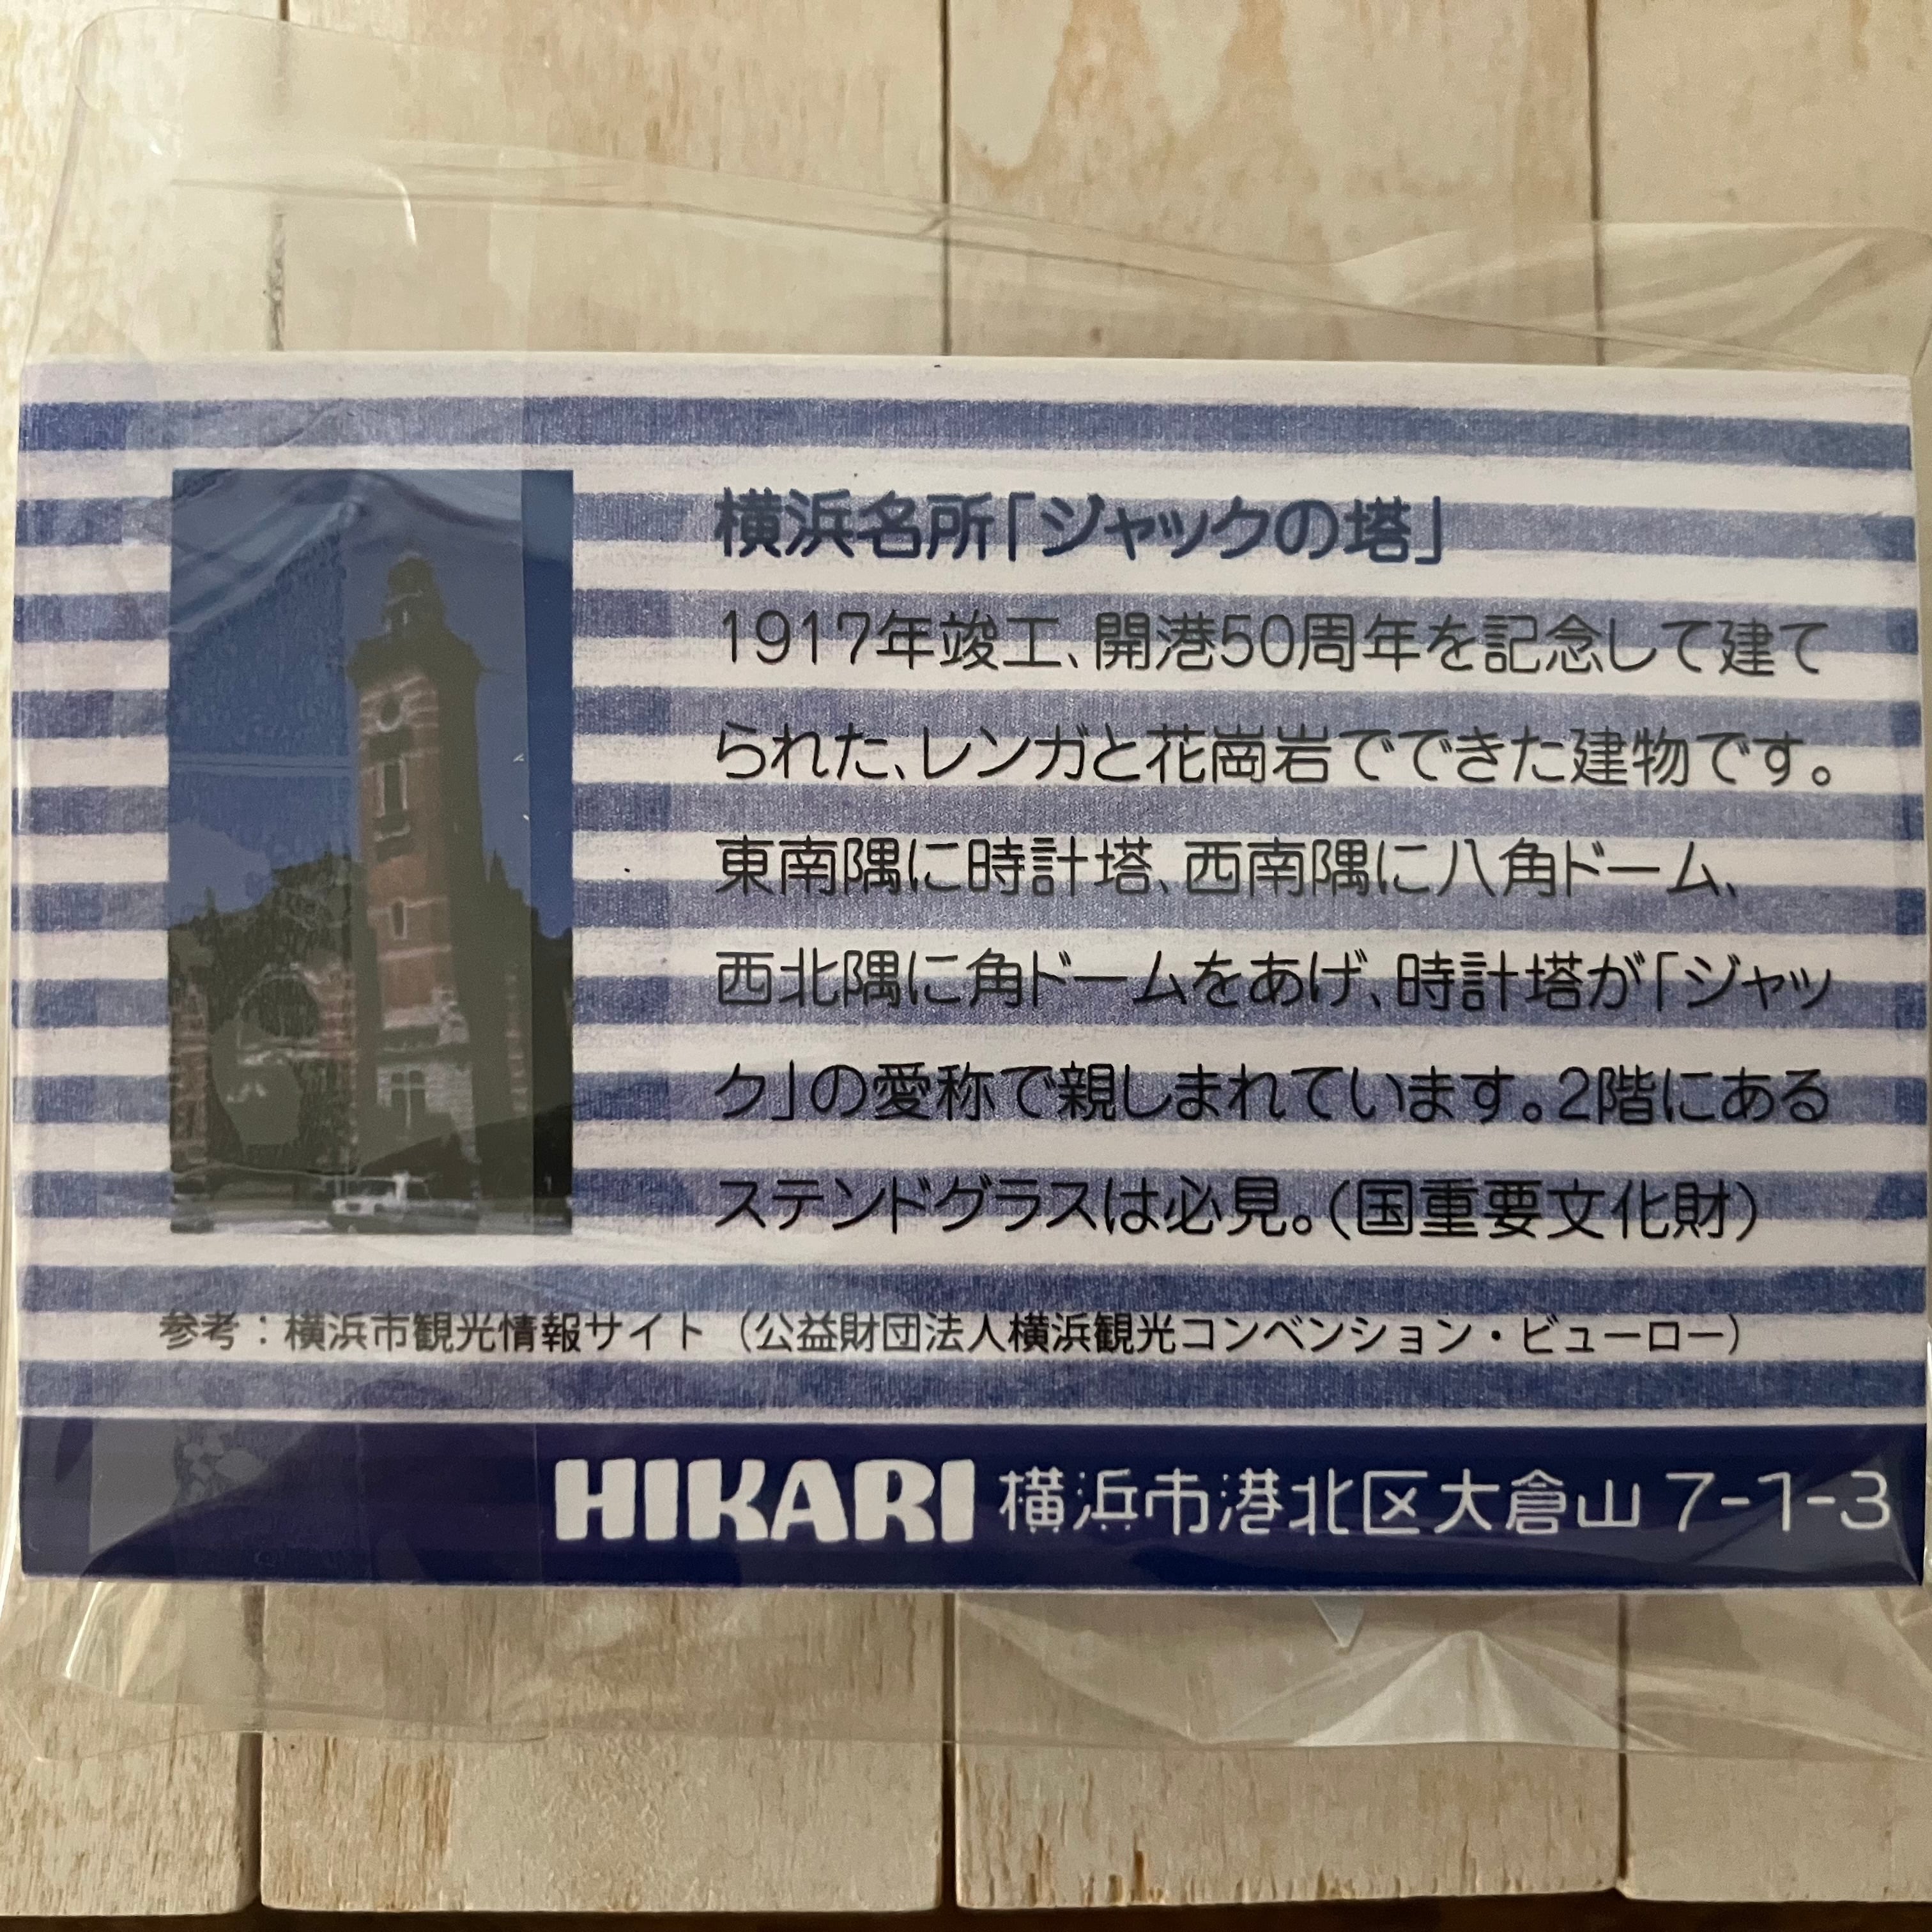 横浜名所「ジャックの塔」
1917年竣工、開港50周年を記念して建て
られた、レンガと花崗岩でできた建物です。
東南隅に時計塔、西南隅に八角ドーム、
西北隅に角ドームをあげ、時計塔が「ジャッ
ク」の愛称で親しまれています。2階にある
ステンドグラスは必見。(国重要文化財)
参考：横浜市観光情報サイト（公益財団法人横浜観光コンベンション・ビューロー）
HIKARI 横浜市港北区大倉山 7-1-3